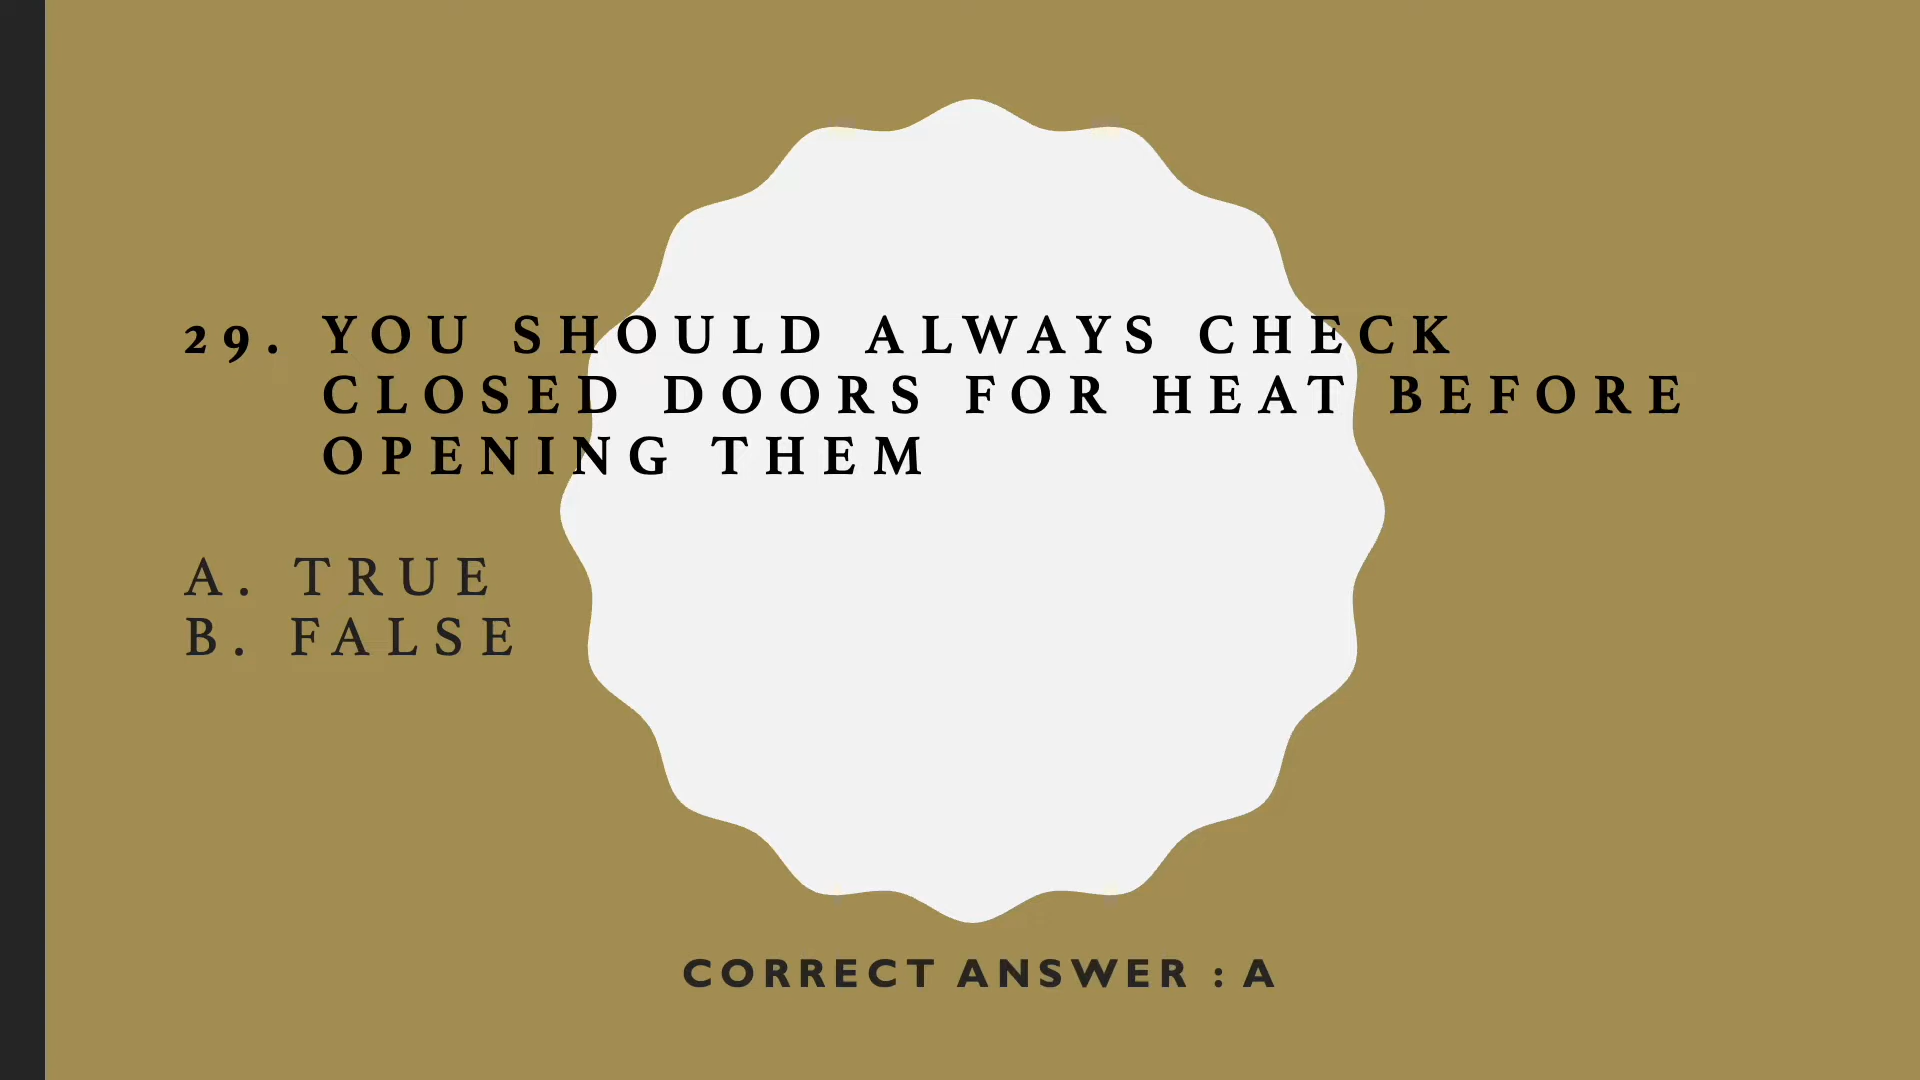 29. YOU SHOULD ALWAYS CHECK
CLOSED DOORS FOR HEAT BEFORE
OPENING THEM
A. TRUE
B. FALSE
CORRECT ANSWER : A